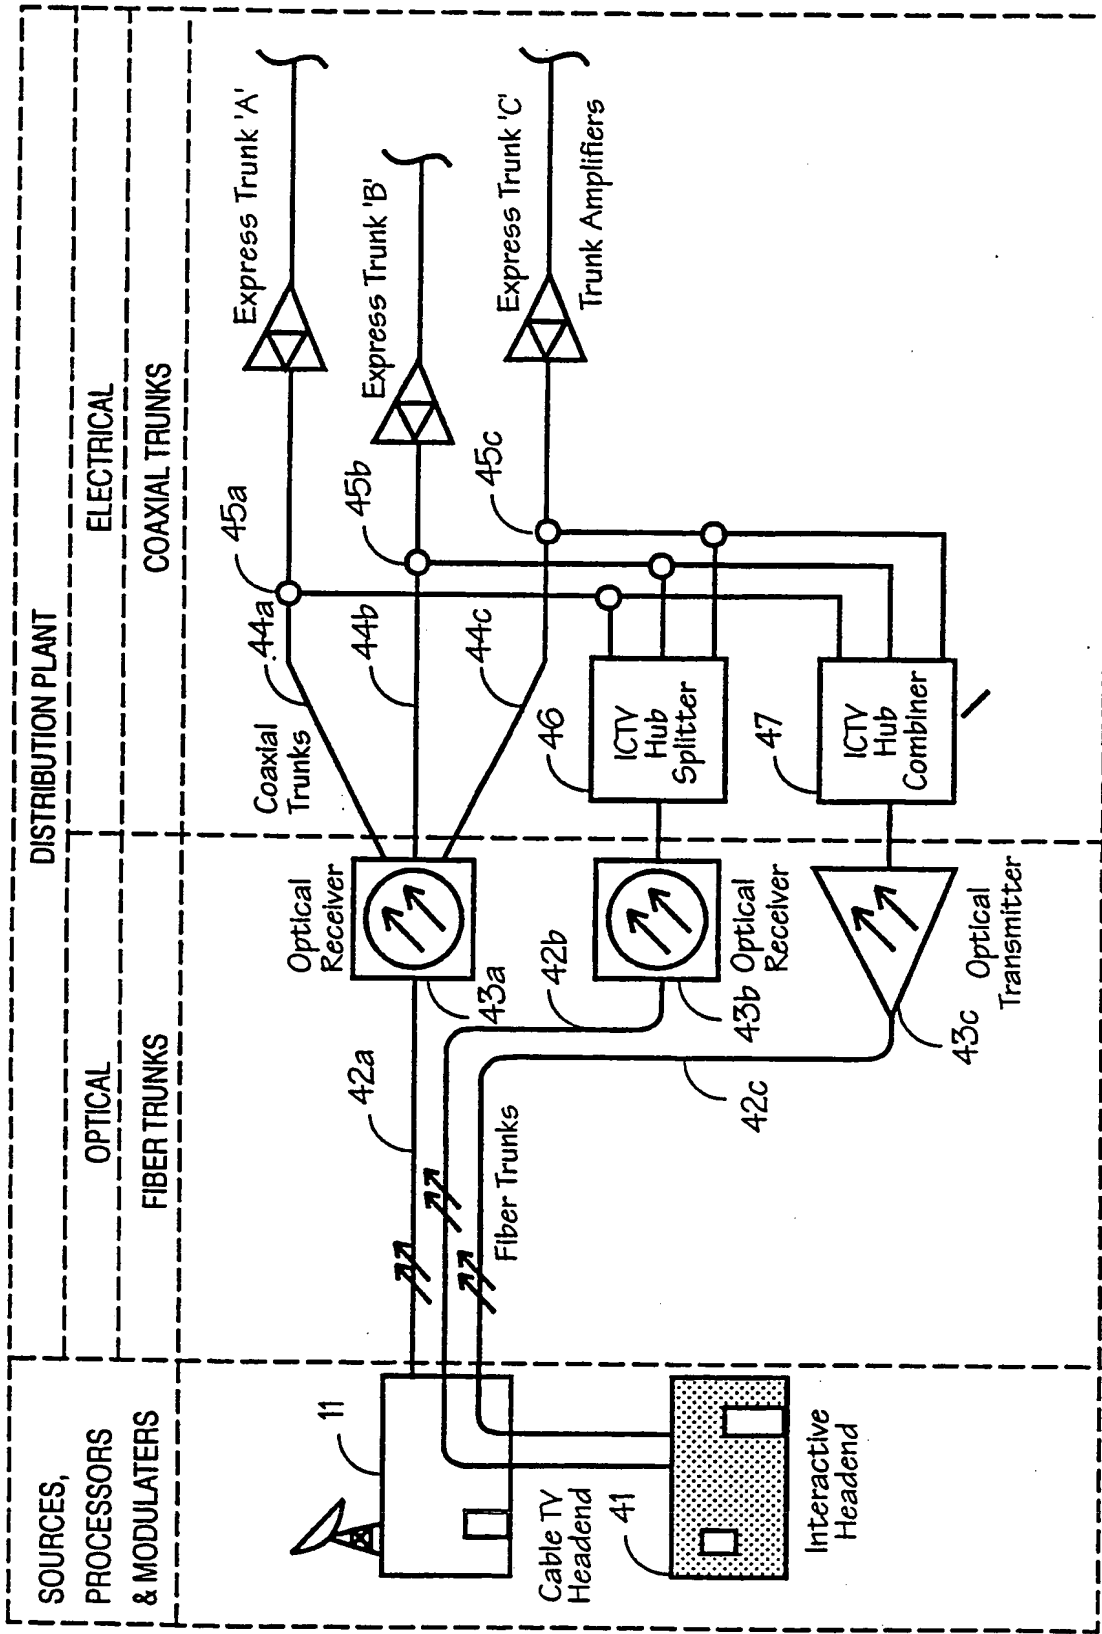 DISTRIBUTION PLANT
SOURCES,
PROCESSORS
& MODULATERS
OPTICAL
ELECTRICAL
FIBER TRUNKS
COAXIAL TRUNKS
Express Trunk 'A'
Express Trunk 'B'
Express Trunk 'C'
Trunk Amplifiers
45a
45b
45c
44a
44b
44c
Coaxial
Trunks
Optical
Receiver
43a
42a
11
Cable TV
Headend
Fiber Trunks
42b
42c
46
ICTV
Hub
Splitter
Optical
Receiver
43b
47
ICTV
Hub
Combiner
Optical
Transmitter
43c
41
Interactive
Headend